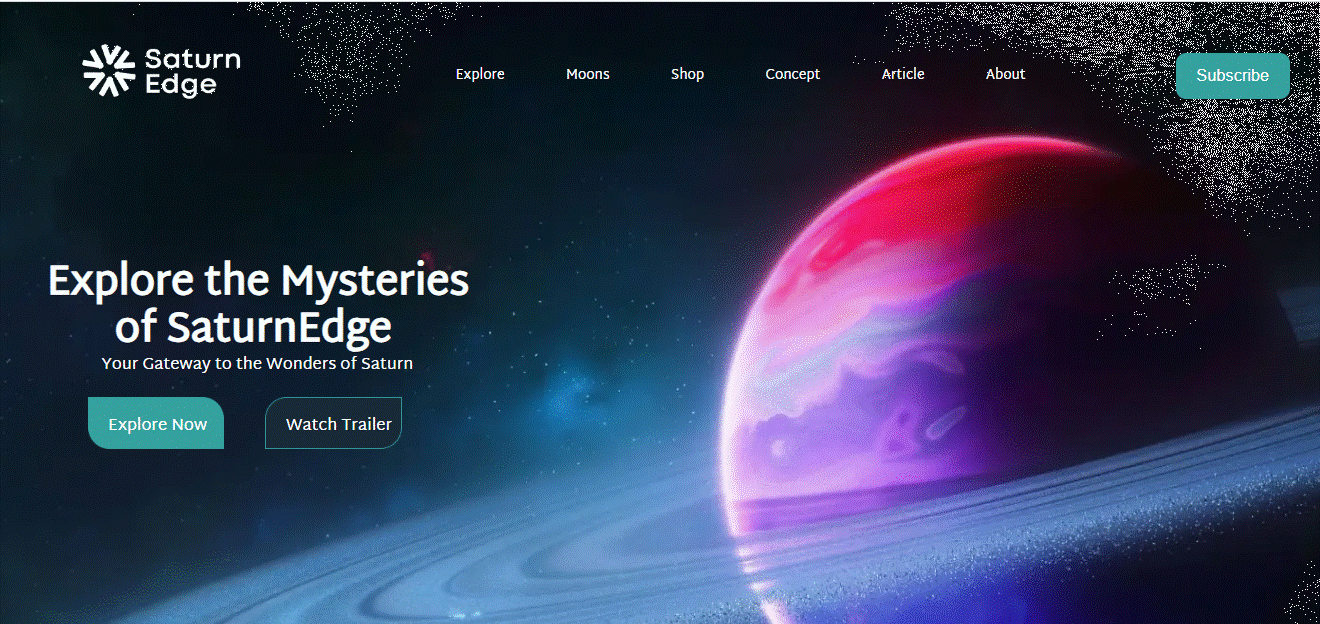 Saturn
Edge
Explore
Moons
Shop
Concept
Article
About
Subscribe
Explore the Mysteries
of SaturnEdge
Your Gateway to the Wonders of Saturn
Explore Now
Watch Trailer